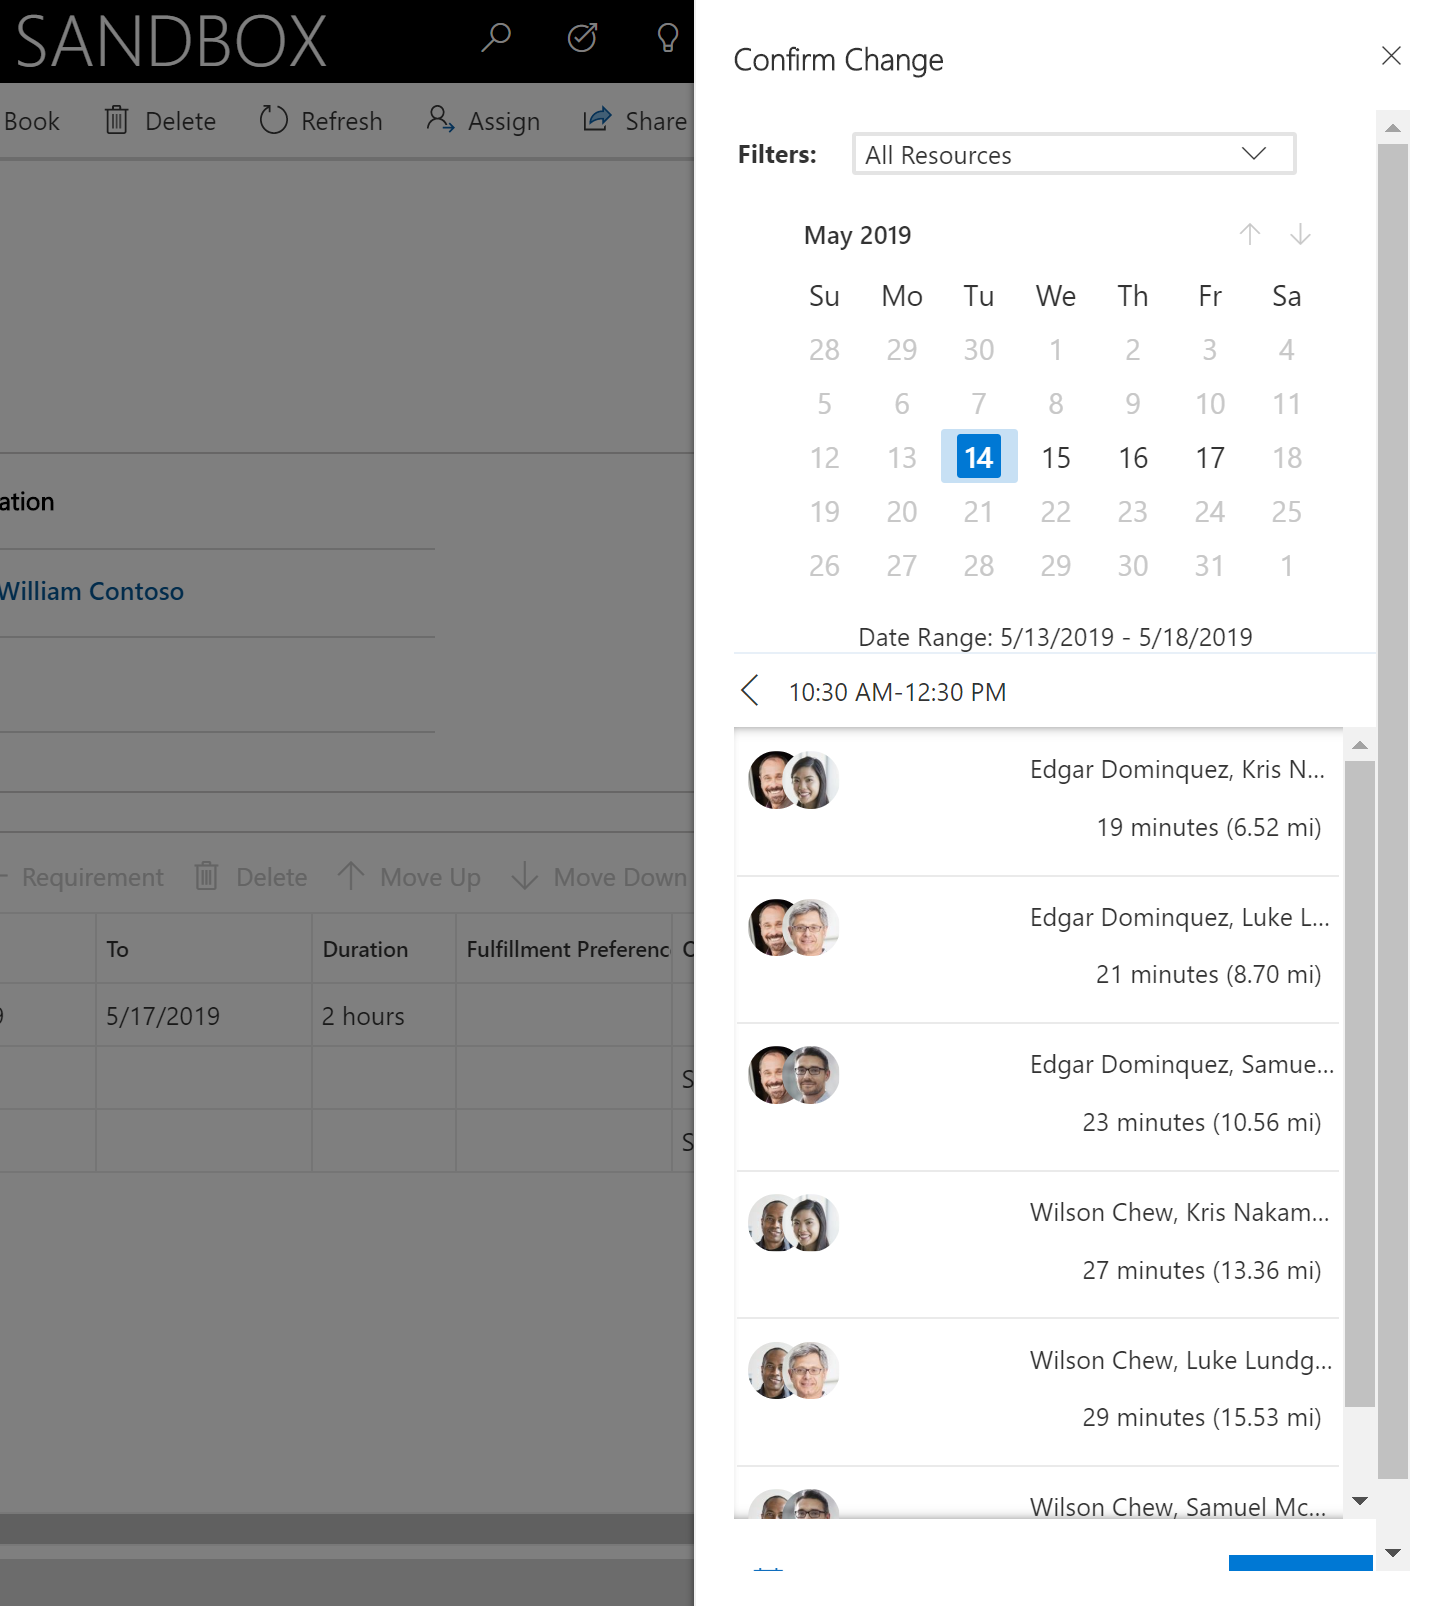 SANDBOX
Book Delete Refresh Assign Share
ation
William Contoso
Requirement Delete Move Up Move Down
To Duration Fulfillment Preferenc
5/17/2019 2 hours
S
S
Confirm Change
Filters: All Resources
May 2019
Su Mo Tu We Th Fr Sa
28 29 30 1 2 3 4
5 6 7 8 9 10 11
12 13 14 15 16 17 18
19 20 21 22 23 24 25
26 27 28 29 30 31 1
Date Range: 5/13/2019 - 5/18/2019
10:30 AM-12:30 PM
Edgar Dominquez, Kris N...
19 minutes (6.52 mi)
Edgar Dominquez, Luke L...
21 minutes (8.70 mi)
Edgar Dominquez, Samue...
23 minutes (10.56 mi)
Wilson Chew, Kris Nakam...
27 minutes (13.36 mi)
Wilson Chew, Luke Lundg...
29 minutes (15.53 mi)
Wilson Chew, Samuel Mc...